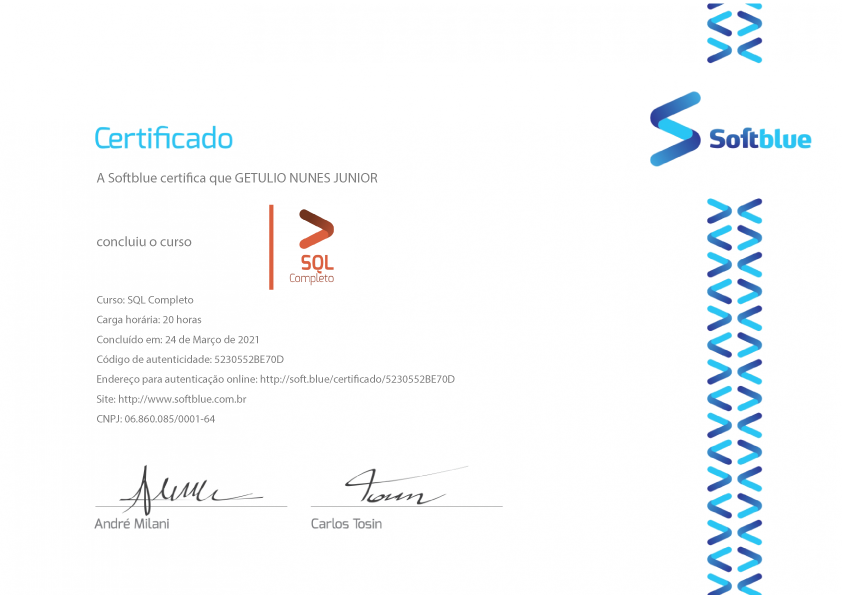 Certificado
Softblue
A Softblue certifica que GETULIO NUNES JUNIOR
concluiu o curso
SQL
Completo
Curso: SQL Completo
Carga horária: 20 horas
Concluído em: 24 de Março de 2021
Código de autenticidade: 5230552BE70D
Endereço para autenticação online: http://soft.blue/certificado/5230552BE70D
Site: http://www.softblue.com.br
CNPJ: 06.860.085/0001-64
André Milani
Carlos Tosin